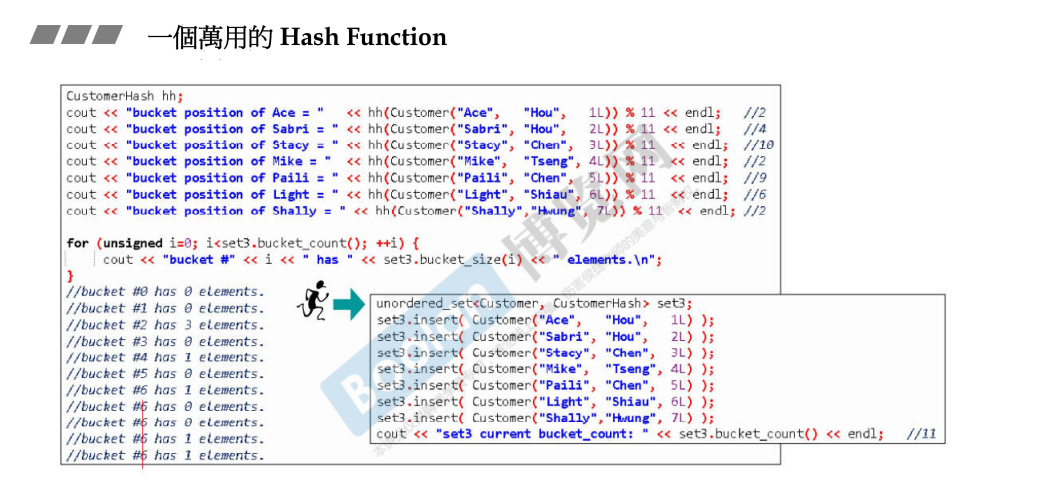 一個萬用的 Hash Function
CustomerHash hh;
cout << "bucket position of Ace = " << hh(Customer("Ace", "Hou", 1L)) % 11 << endl; //2
cout << "bucket position of Sabri = " << hh(Customer("Sabri", "Hou", 2L)) % 11 << endl; //4
cout << "bucket position of Stacy = " << hh(Customer("Stacy", "Chen", 3L)) % 11 << endl; //10
cout << "bucket position of Mike = " << hh(Customer("Mike", "Tseng", 4L)) % 11 << endl; //2
cout << "bucket position of Paili = " << hh(Customer("Paili", "Chen", 5L)) % 11 << endl; //9
cout << "bucket position of Light = " << hh(Customer("Light", "Shiau", 6L)) % 11 << endl; //6
cout << "bucket position of Shally = " << hh(Customer("Shally","Hwung", 7L)) % 11 << endl; //2
for (unsigned i=0; i<set3.bucket_count(); ++i) {
cout << "bucket #" << i << " has " << set3.bucket_size(i) << " elements.\n";
}
//bucket #0 has 0 elements.
//bucket #1 has 0 elements.
//bucket #2 has 3 elements.
//bucket #3 has 0 elements.
//bucket #4 has 1 elements.
//bucket #5 has 0 elements.
//bucket #6 has 1 elements.
//bucket #6 has 0 elements.
//bucket #6 has 0 elements.
//bucket #6 has 1 elements.
//bucket #6 has 1 elements.
unordered_set<Customer, CustomerHash> set3;
set3.insert( Customer("Ace", "Hou", 1L) );
set3.insert( Customer("Sabri", "Hou", 2L) );
set3.insert( Customer("Stacy", "Chen", 3L) );
set3.insert( Customer("Mike", "Tseng", 4L) );
set3.insert( Customer("Paili", "Chen", 5L) );
set3.insert( Customer("Light", "Shiau", 6L) );
set3.insert( Customer("Shally","Hwung", 7L) );
cout << "set3 current bucket_count: " << set3.bucket_count() << endl; //11
Boolan 博览网